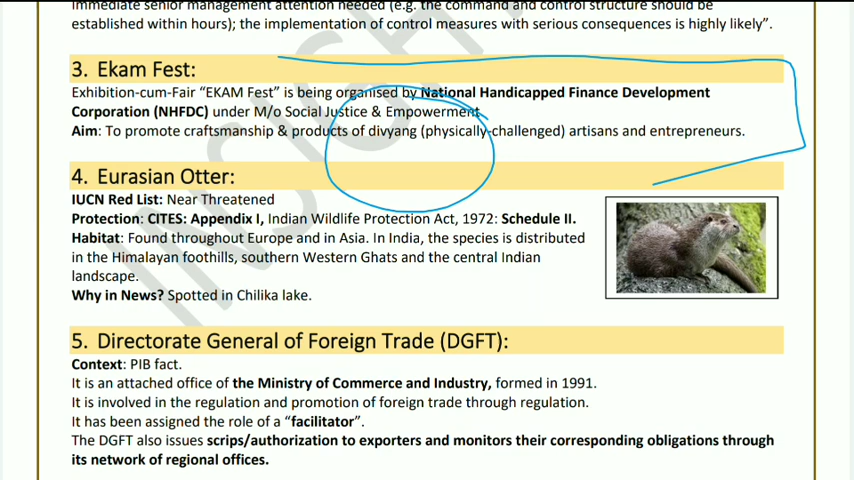 immediate senior management attention needed (e.g. the command and control structure should be
established within hours); the implementation of control measures with serious consequences is highly likely”.
3. Ekam Fest:
Exhibition-cum-Fair “EKAM Fest” is being organised by National Handicapped Finance Development
Corporation (NHFDC) under M/o Social Justice & Empowerment
Aim: To promote craftsmanship & products of divyang (physically-challenged) artisans and entrepreneurs.
4. Eurasian Otter:
IUCN Red List: Near Threatened
Protection: CITES: Appendix I, Indian Wildlife Protection Act, 1972: Schedule II.
Habitat: Found throughout Europe and in Asia. In India, the species is distributed
in the Himalayan foothills, southern Western Ghats and the central Indian
landscape.
Why in News? Spotted in Chilika lake.
5. Directorate General of Foreign Trade (DGFT):
Context: PIB fact.
It is an attached office of the Ministry of Commerce and Industry, formed in 1991.
It is involved in the regulation and promotion of foreign trade through regulation.
It has been assigned the role of a “facilitator”.
The DGFT also issues scrips/authorization to exporters and monitors their corresponding obligations through
its network of regional offices.
INSIGHT